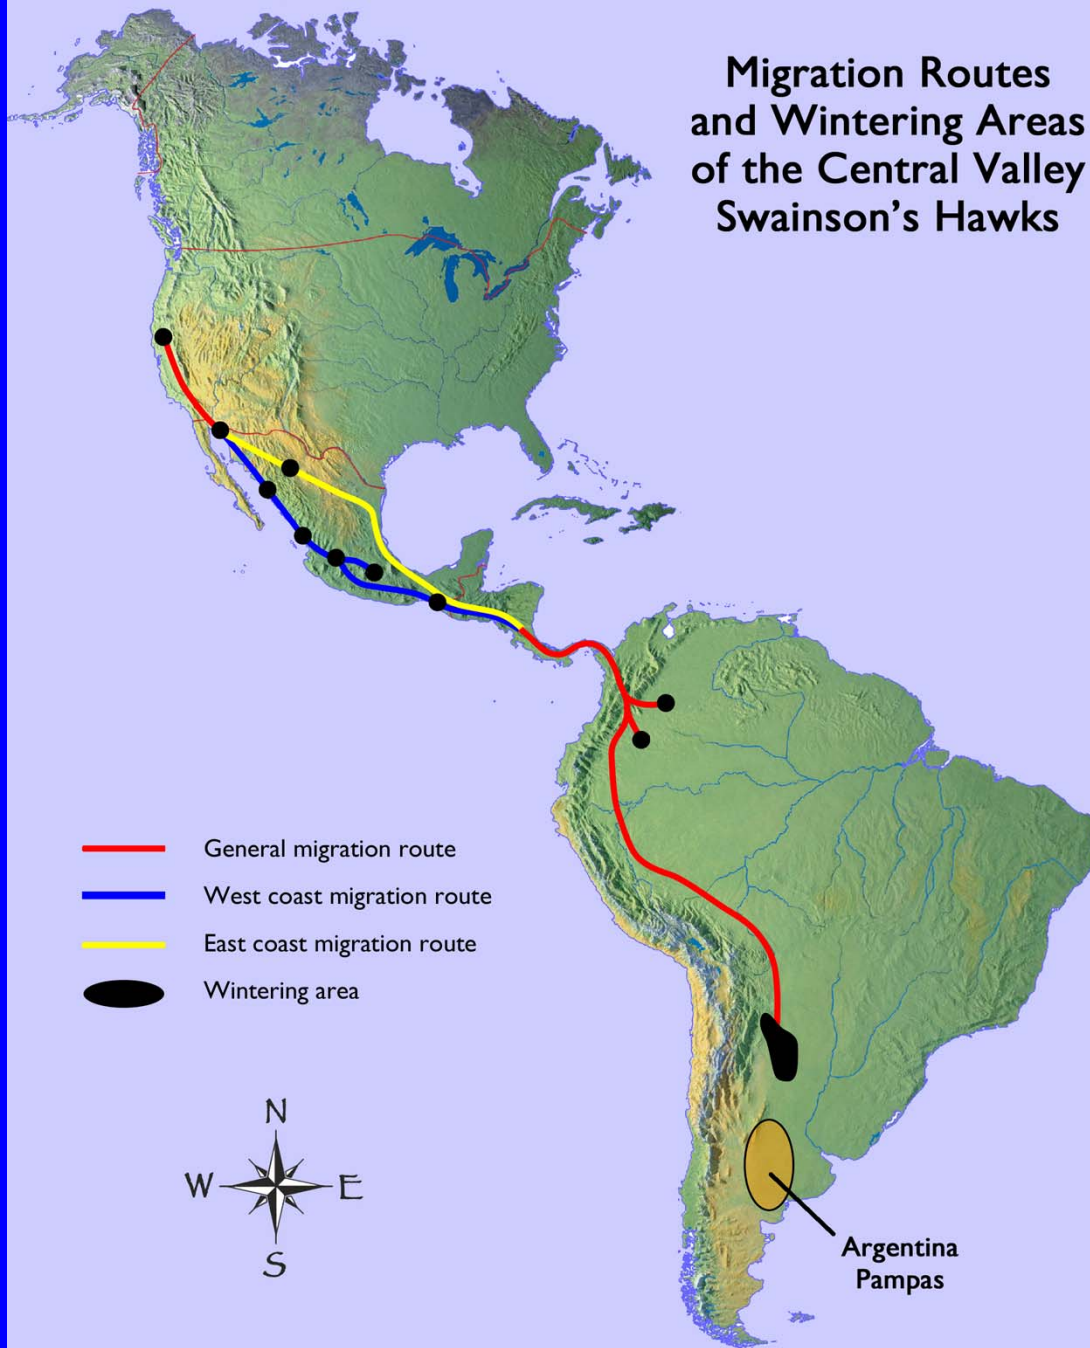 Migration Routes
and Wintering Areas
of the Central Valley
Swainson's Hawks
General migration route
West coast migration route
East coast migration route
Wintering area
N
W E
S
Argentina
Pampas